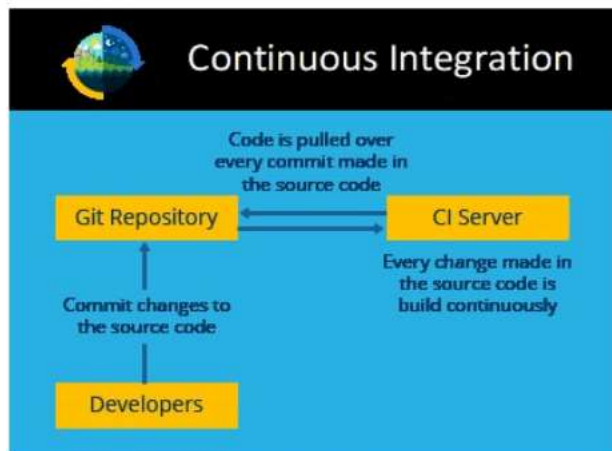 Continuous Integration
Code is pulled over
every commit made in
the source code
Git Repository
CI Server
Every change made in
the source code is
build continuously
Commit changes to
the source code
Developers